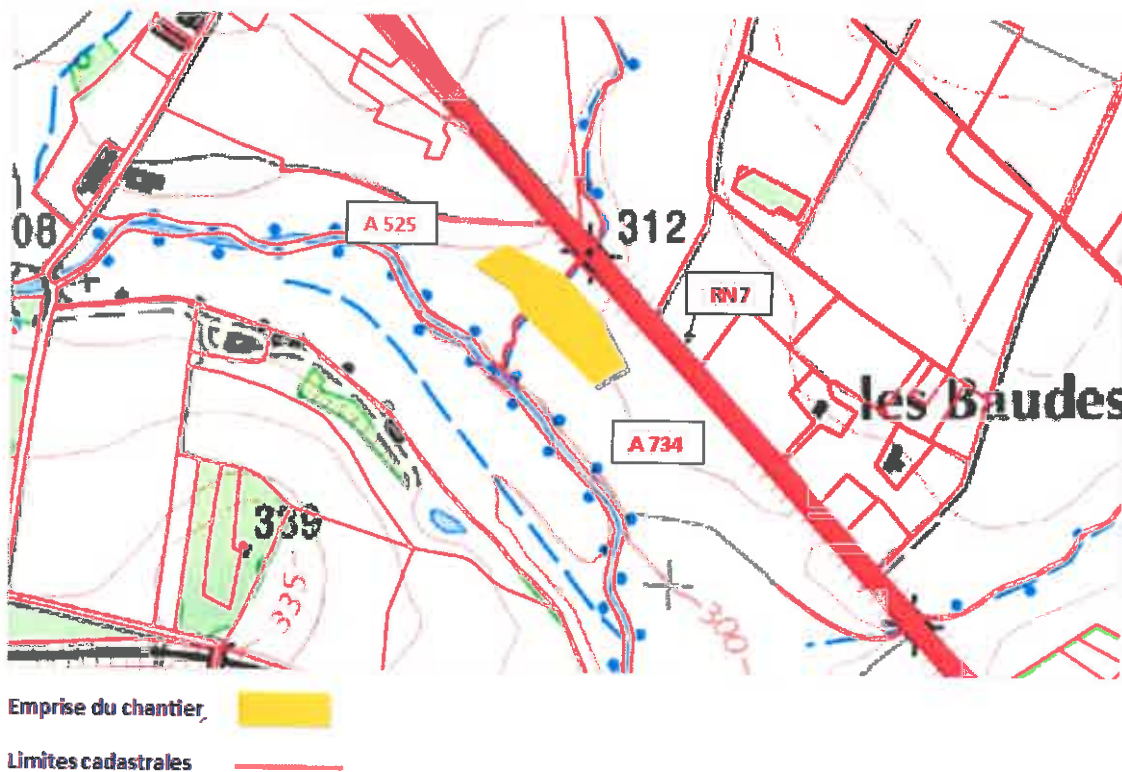 08
A 525
312
RN7
les Baudes
A 734
339
335
300
Emprise du chantier
Limites cadastrales